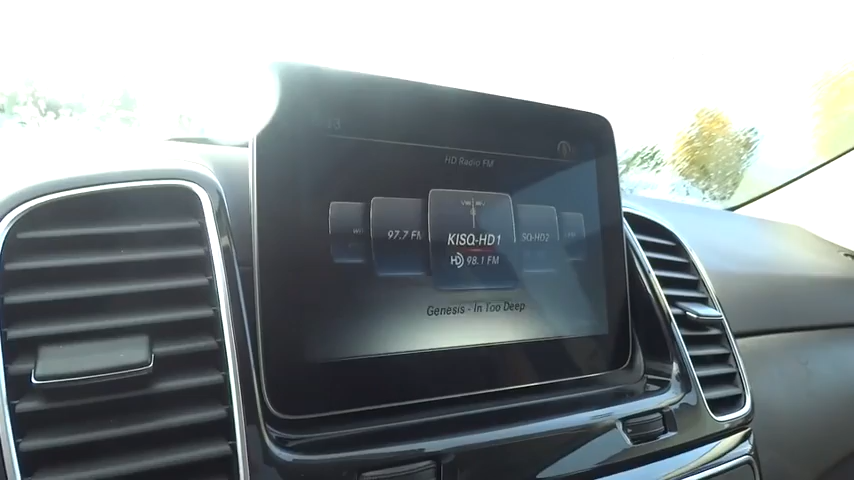 HD Radio FM
97.7 FM
KISQ-HD1
SQ-HD2
HD 98.1 FM
Genesis - In Too Deep